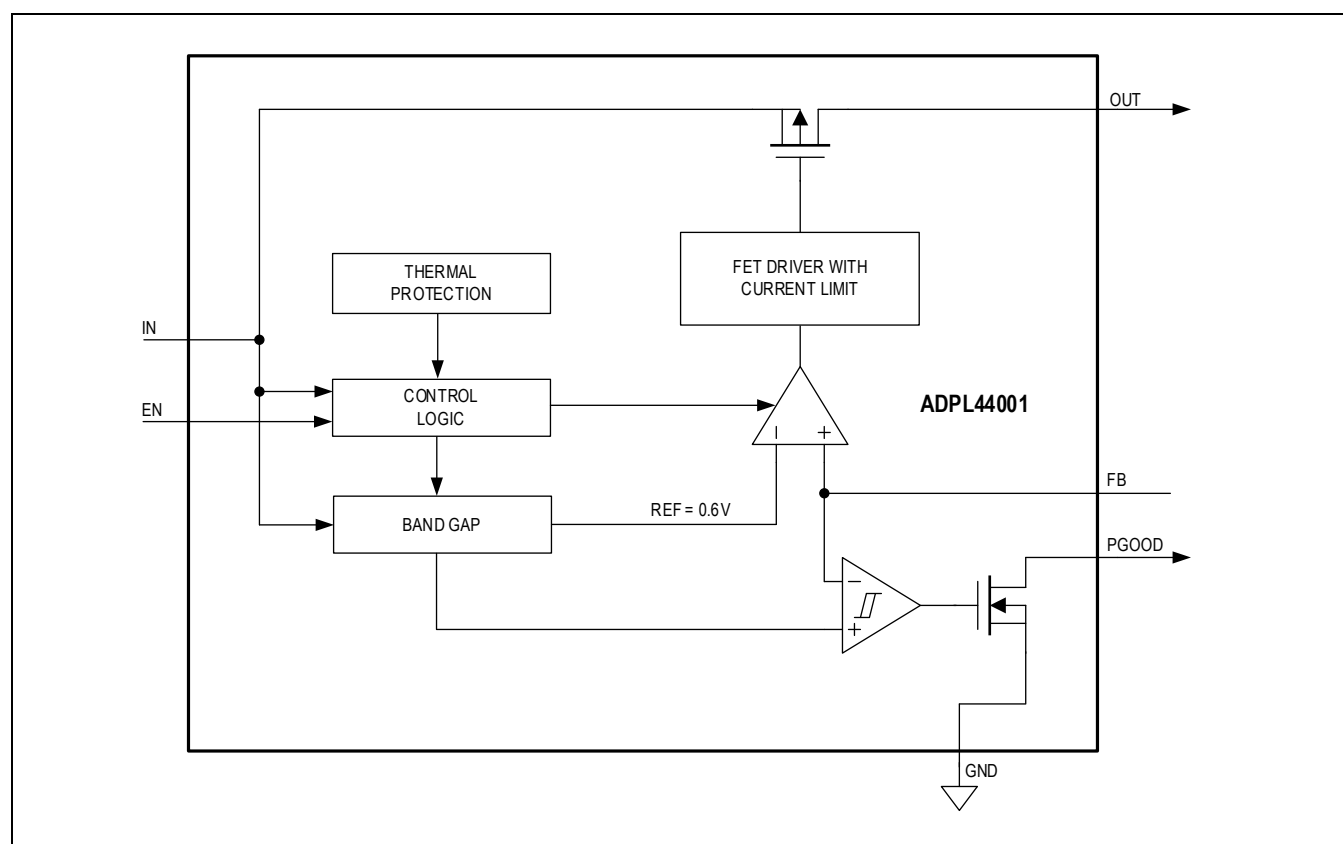 OUT
THERMAL
PROTECTION
FET DRIVER WITH
CURRENT LIMIT
IN
CONTROL
LOGIC
EN
ADPL44001
FB
BAND GAP
REF = 0.6V
PGOOD
GND